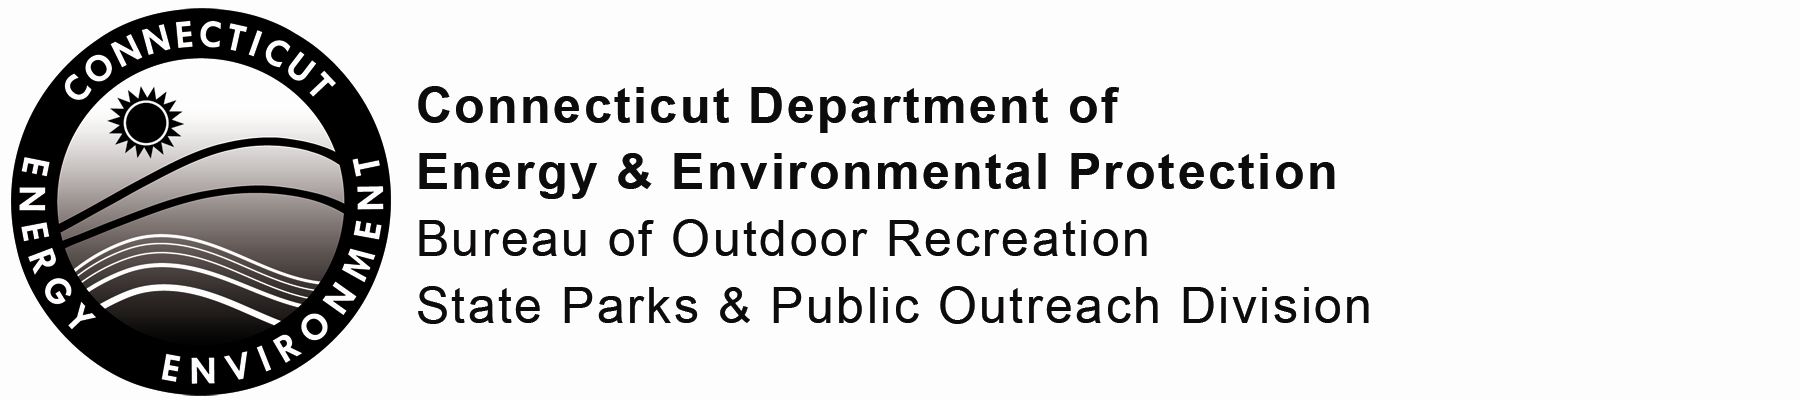 CONNECTICUT
ENERGY
ENVIRONMENT
Connecticut Department of
Energy & Environmental Protection
Bureau of Outdoor Recreation
State Parks & Public Outreach Division